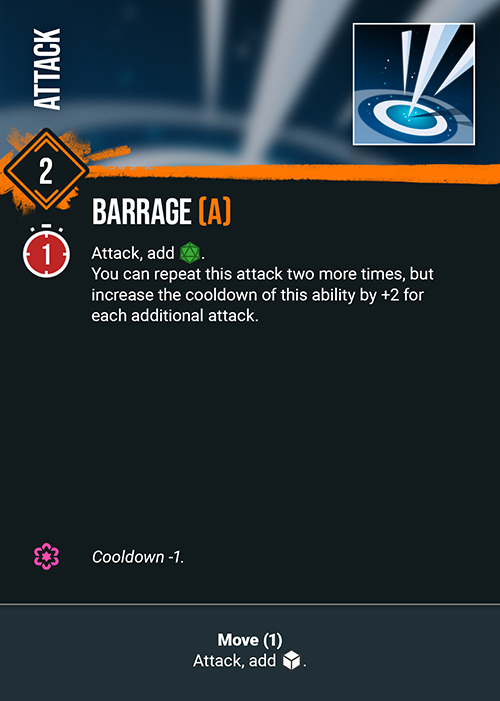 ATTACK
2
BARRAGE (A)
1
Attack, add .
You can repeat this attack two more times, but
increase the cooldown of this ability by +2 for
each additional attack.
Cooldown -1.
Move (1)
Attack, add .